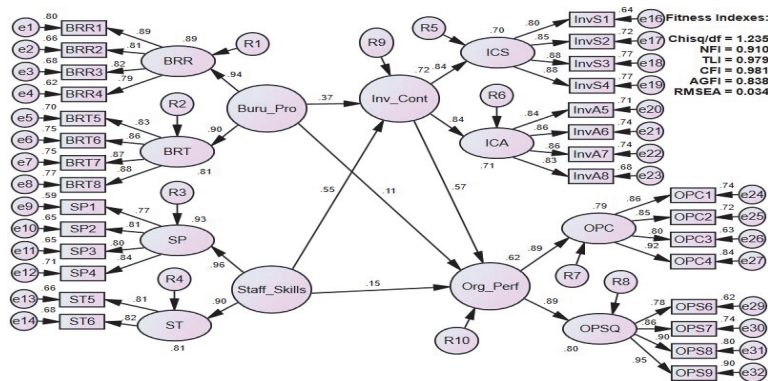 e1 .80 BRR1 .89
e2 .66 BRR2 .81
e3 .68 BRR3 .82
e4 .62 BRR4 .79
.89 BRR R1
.94
R2
e5 .70 BRT5 .83
e6 .75 BRT6 .86
e7 .75 BRT7 .87
e8 .77 BRT8 .88
BRT .81
.90
Buru_Pro
.37
.11
e9 .59 SP1 .77
e10 .65 SP2 .81
e11 .65 SP3 .80
e12 .71 SP4 .84
R3
.93 SP
.96
R4
e13 .66 ST5 .81
e14 .68 ST6 .82
ST .81
.90
Staff_Skills
.55
.15
R9
Inv_Cont .72
.84
.84
.57
R5
.70 ICS
.80 InvS1 .64 e16
.85 InvS2 .72 e17
.88 InvS3 .77 e18
.88 InvS4 .77 e19
R6
ICA .71
.84 InvA5 .71 e20
.86 InvA6 .74 e21
.86 InvA7 .74 e22
.83 InvA8 .68 e23
.62 Org_Perf
R10
.89
.89
.79 OPC
R7
.86 OPC1 .74 e24
.85 OPC2 .72 e25
.80 OPC3 .63 e26
.92 OPC4 .84 e27
R8
OPSQ .80
.78 OPS6 .62 e29
.86 OPS7 .74 e30
.90 OPS8 .80 e31
.95 OPS9 .90 e32
Fitness Indexes:
Chisq/df = 1.235
NFI = 0.910
TLI = 0.979
CFI = 0.981
AGFI = 0.838
RMSEA = 0.034